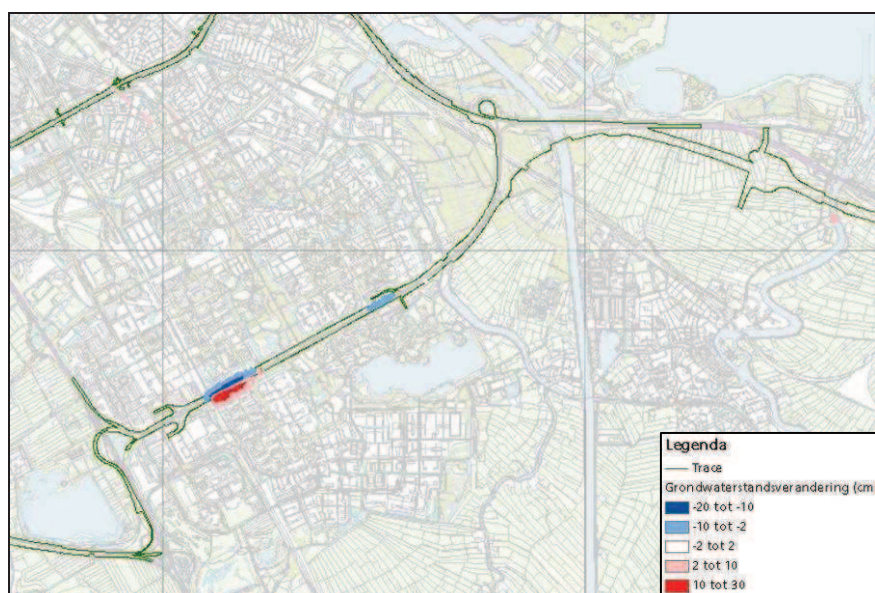 Legenda
Trace
Grondwaterstandsverandering (cm
-20 tot -10
-10 tot -2
-2 tot 2
2 tot 10
10 tot 30